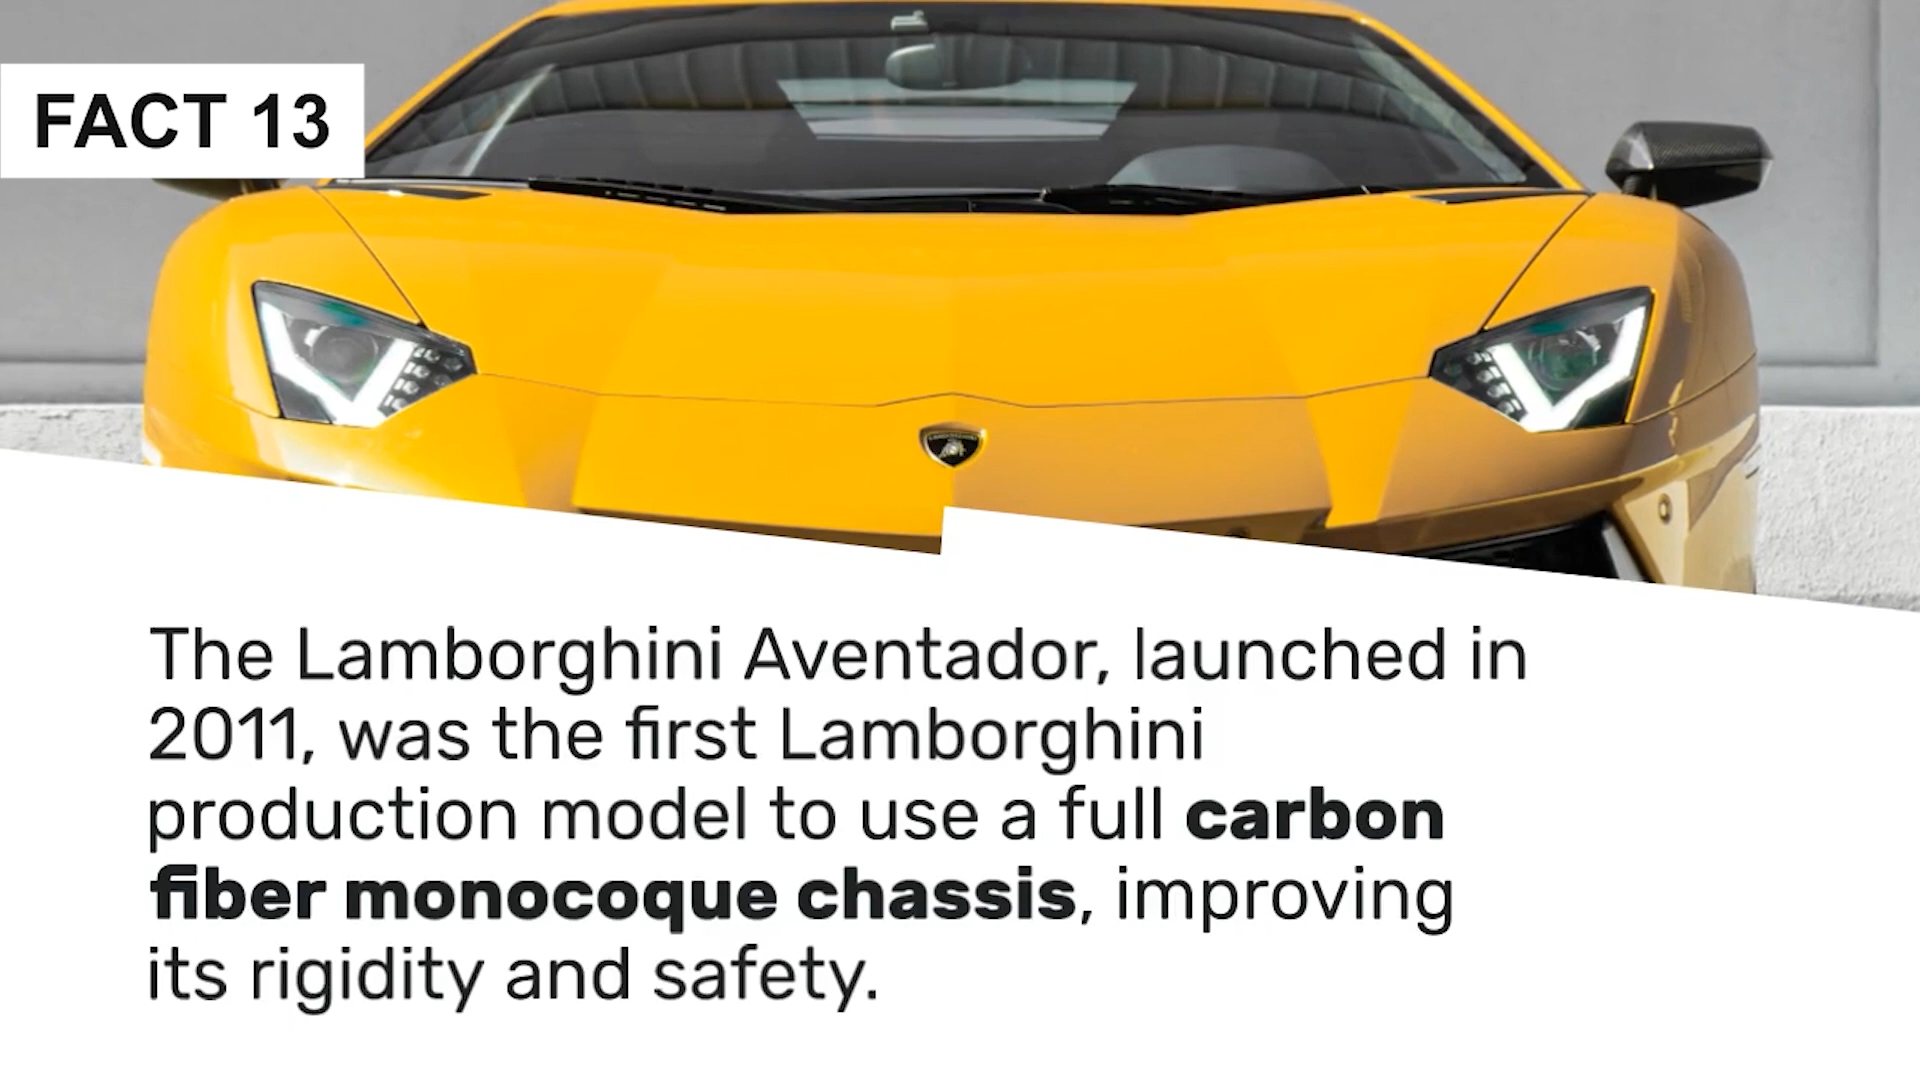 FACT 13
The Lamborghini Aventador, launched in
2011, was the first Lamborghini
production model to use a full carbon
fiber monocoque chassis, improving
its rigidity and safety.